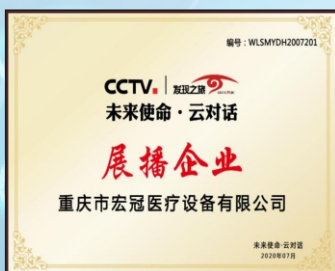 编号：WLSMYDH2007201
CCTV. 发现之旅
未来使命·云对话
展播企业
重庆市宏冠医疗设备有限公司
未来使命·云对话
2020年07月